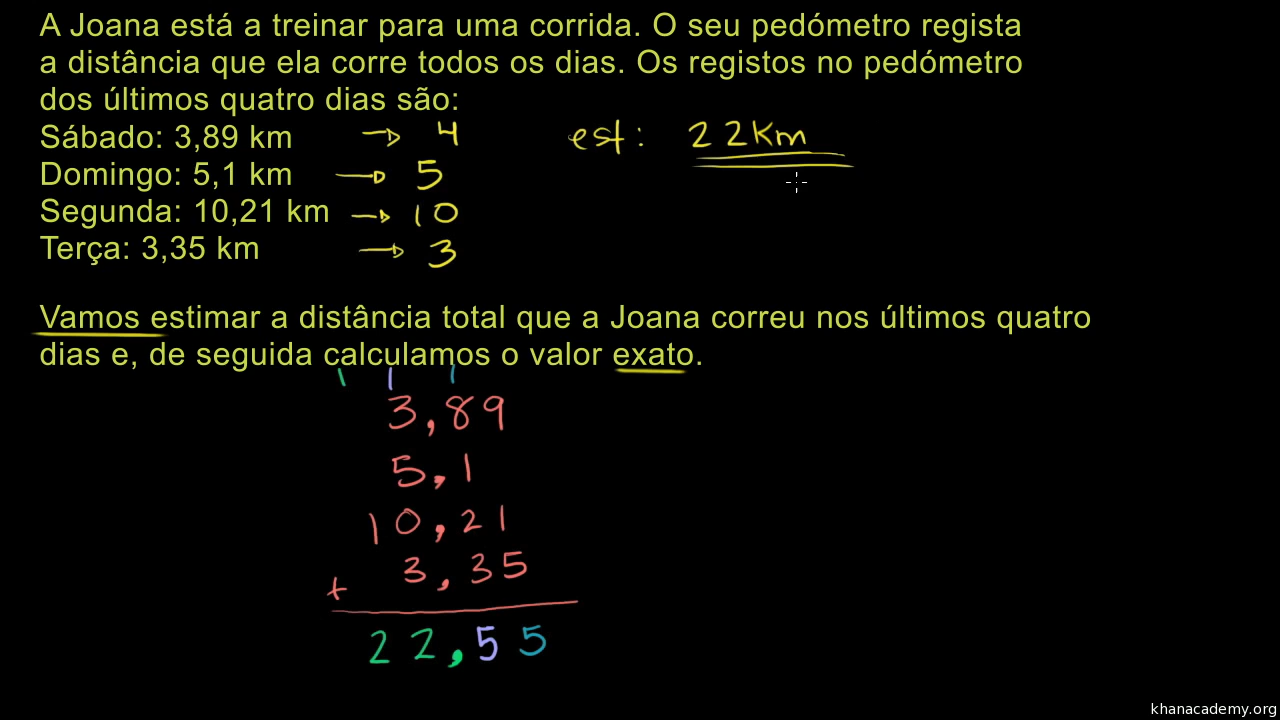 A Joana está a treinar para uma corrida. O seu pedómetro regista
a distância que ela corre todos os dias. Os registos no pedómetro
dos últimos quatro dias são:
Sábado: 3,89 km → 4 est: 22Km
Domingo: 5,1 km → 5
Segunda: 10,21 km → 10
Terça: 3,35 km → 3
Vamos estimar a distância total que a Joana correu nos últimos quatro
dias e, de seguida calculamos o valor exato.
1 1 1
3,89
5,1
10,21
+ 3,35
22,55
khanacademy.org